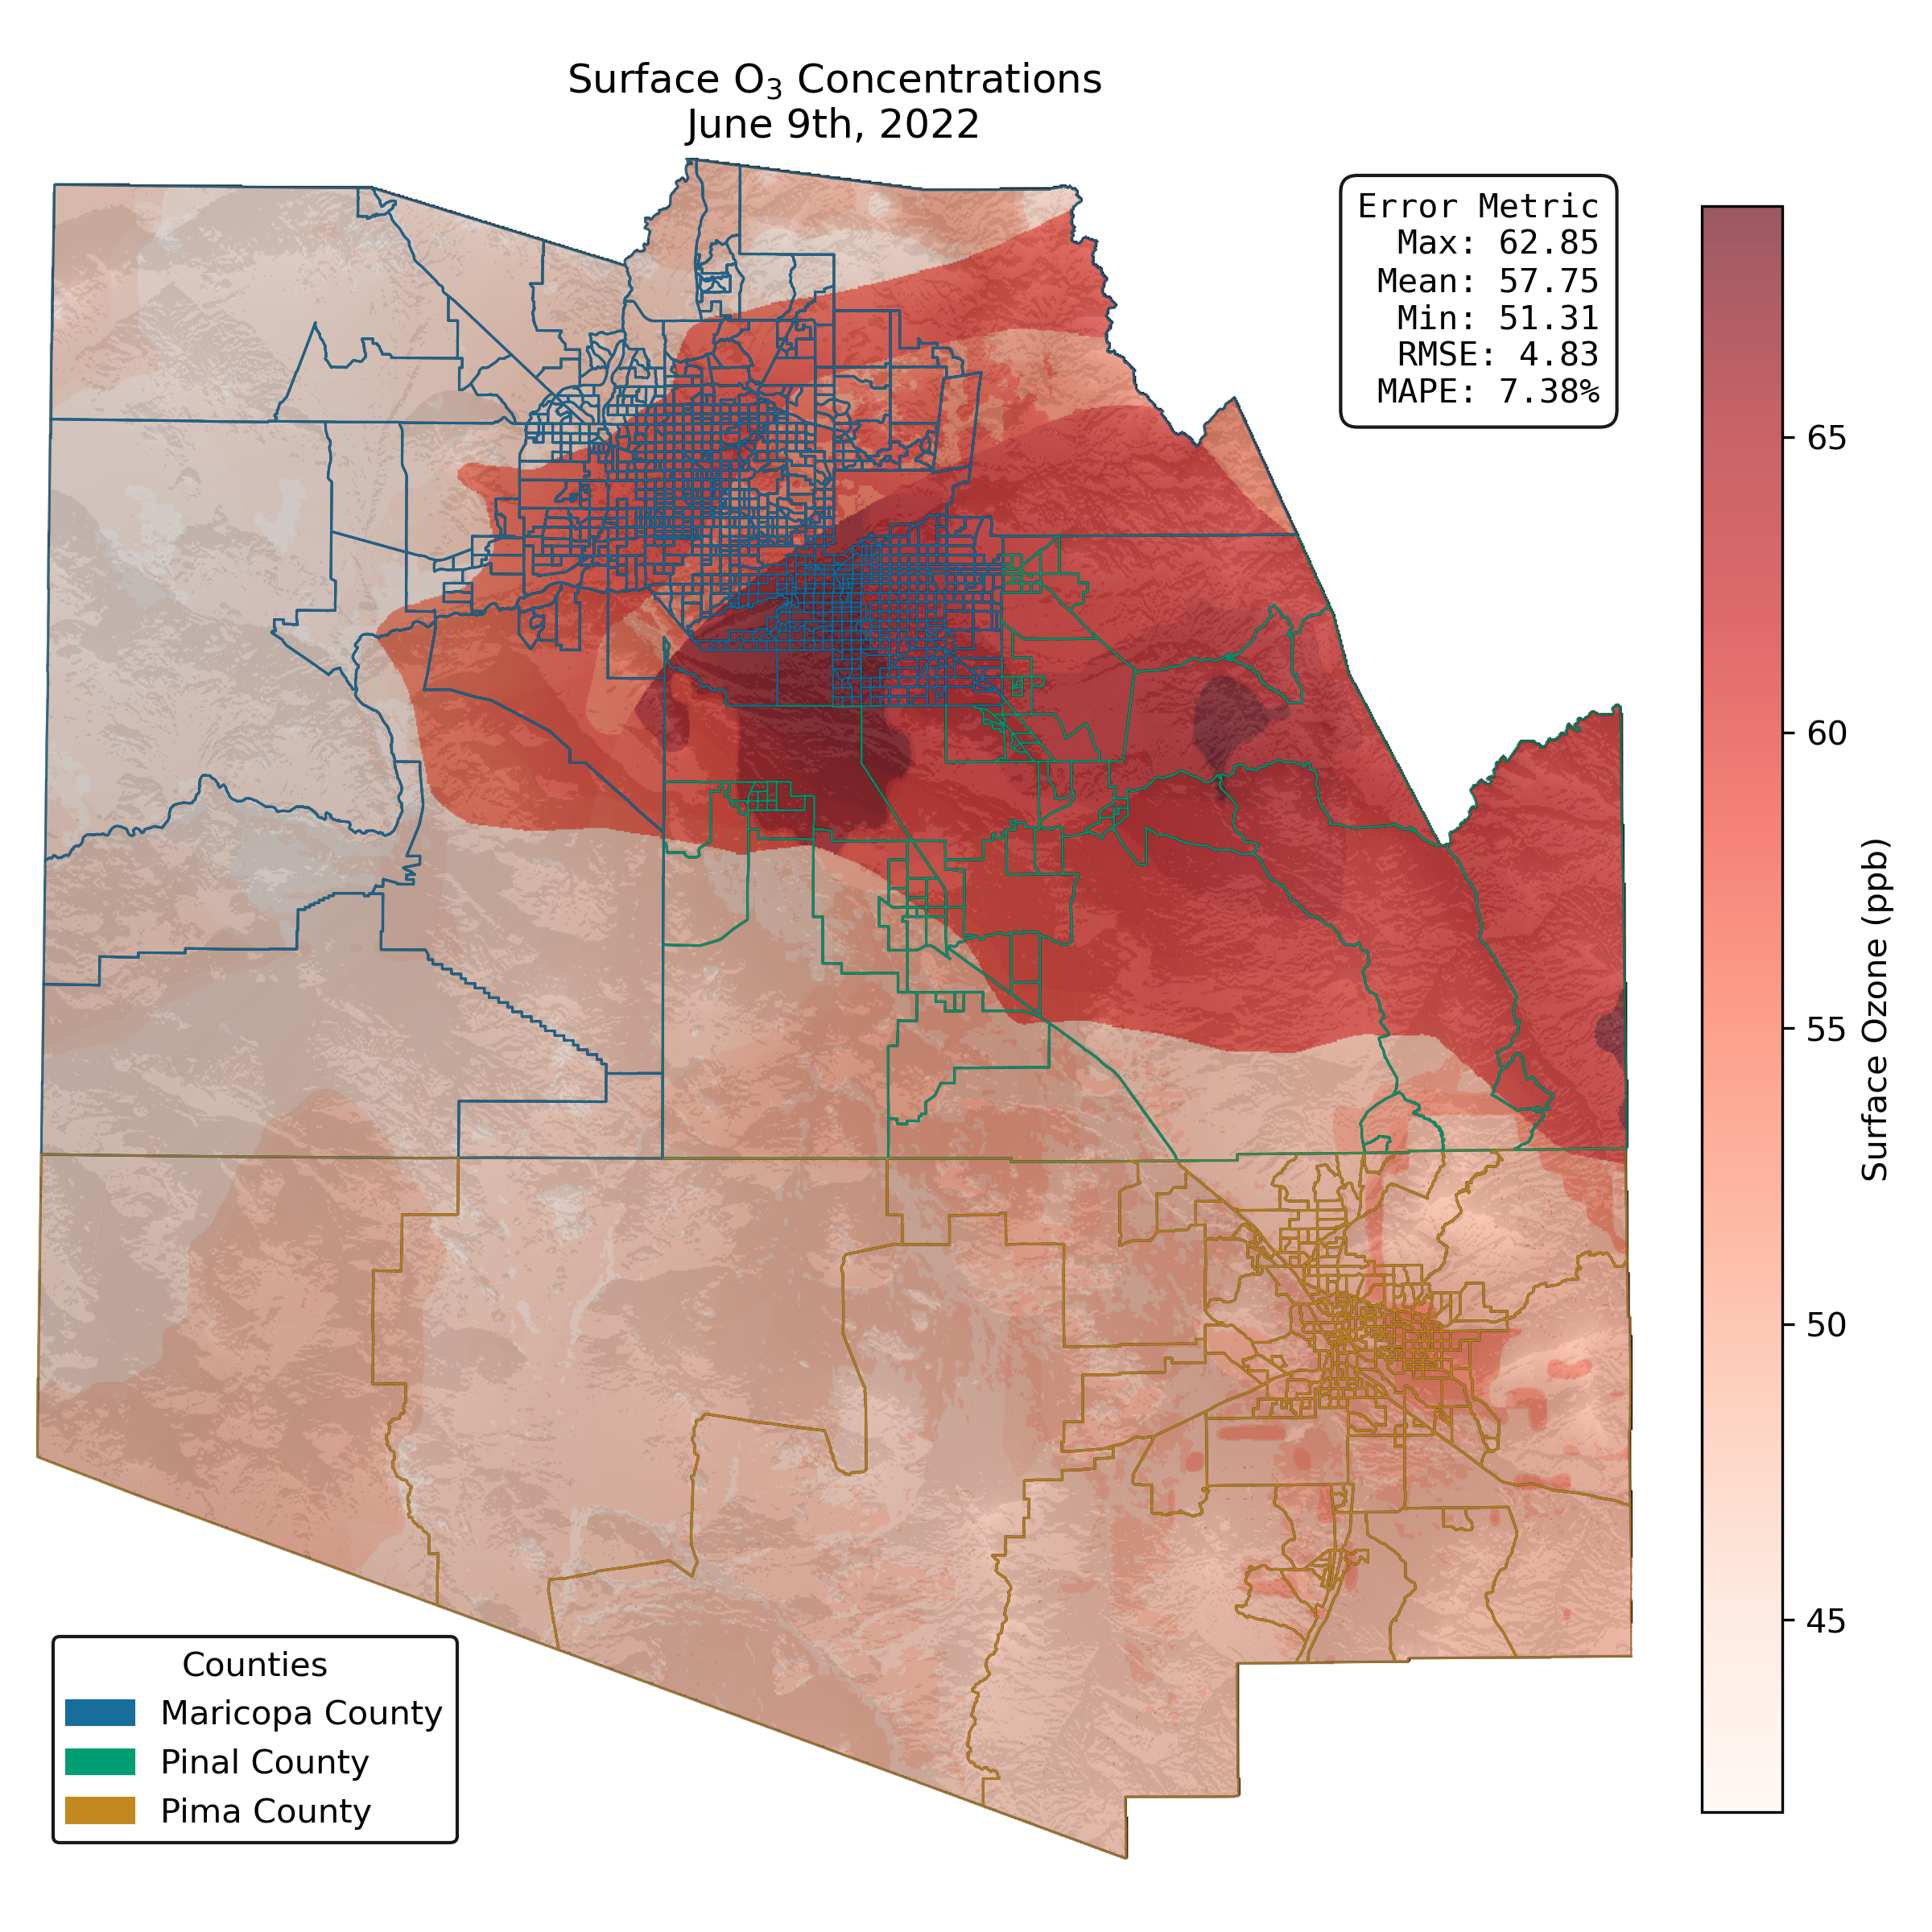 Surface O₃ Concentrations
June 9th, 2022
Error Metric
Max: 62.85
Mean: 57.75
Min: 51.31
RMSE: 4.83
MAPE: 7.38%
65
60
55
50
45
Surface Ozone (ppb)
Counties
Maricopa County
Pinal County
Pima County